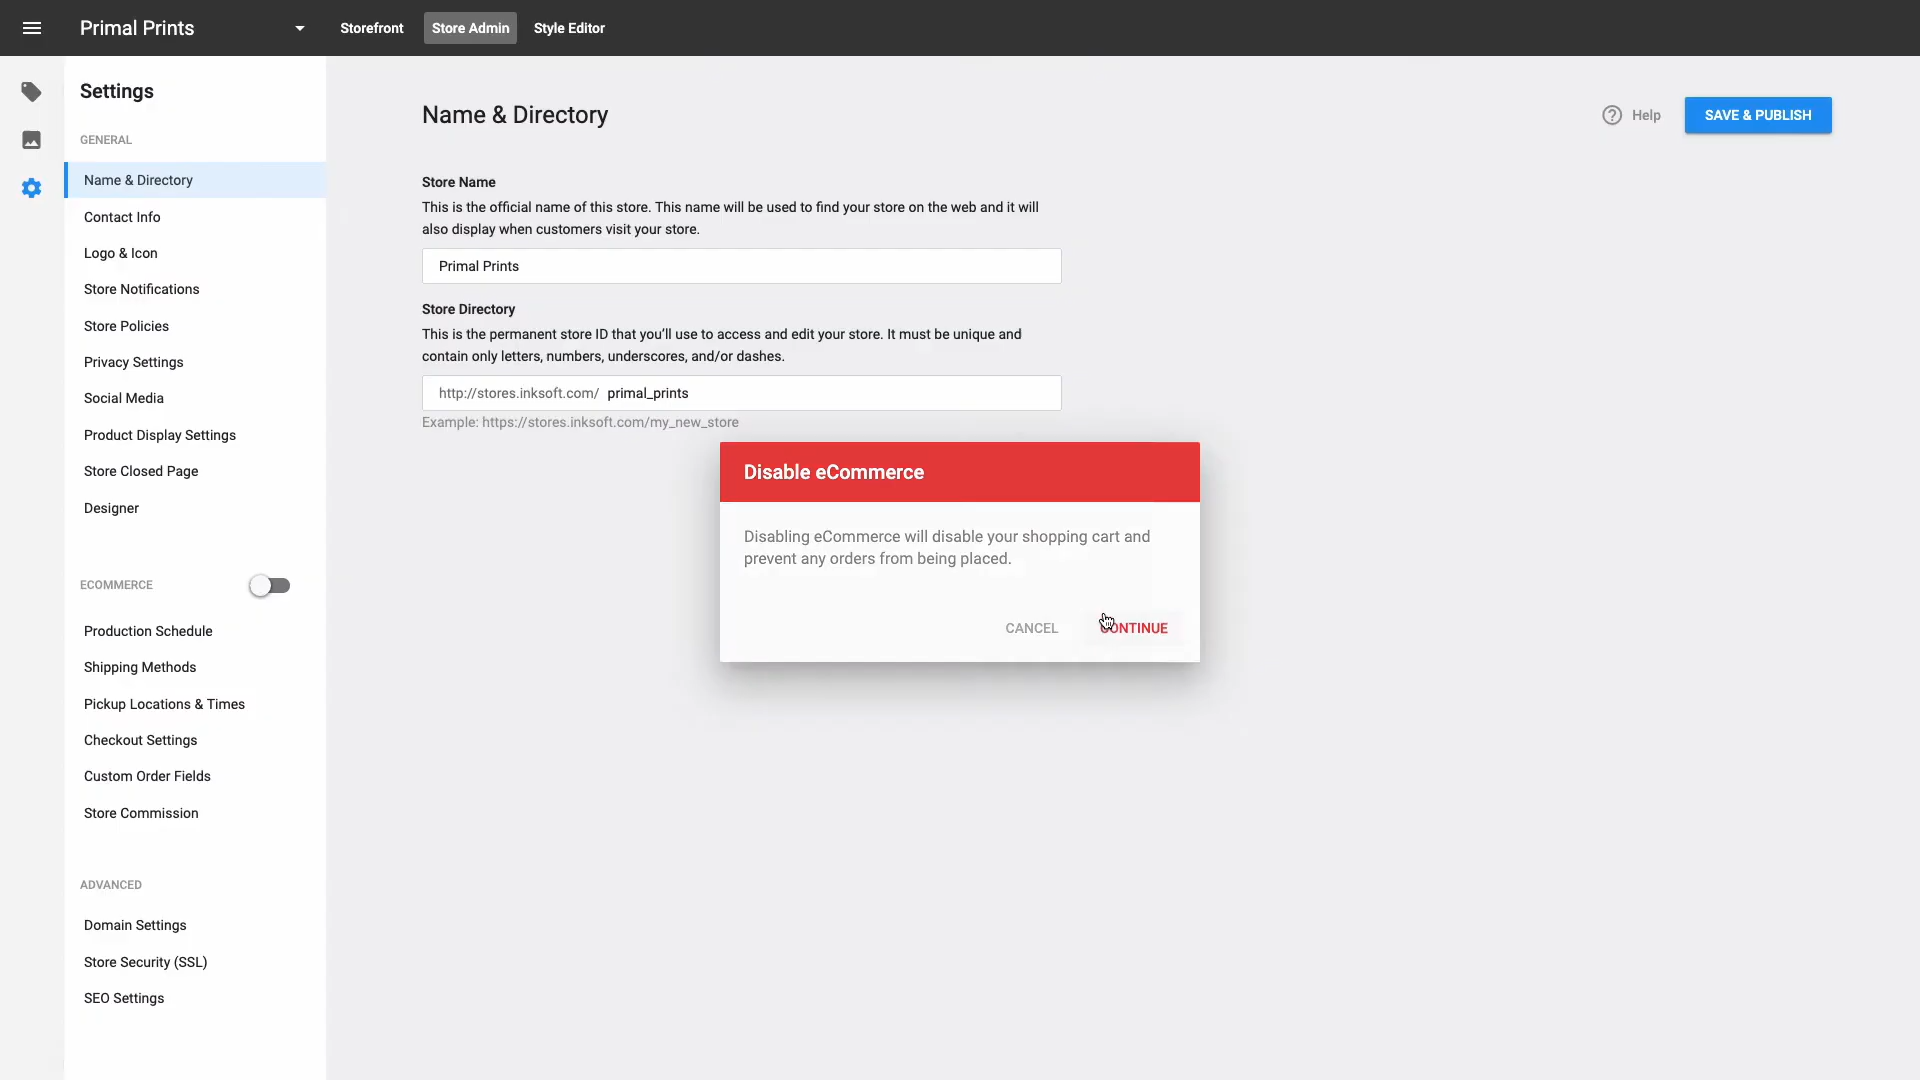 Primal Prints
Storefront
Store Admin
Style Editor
Settings
GENERAL
Name & Directory
Contact Info
Logo & Icon
Store Notifications
Store Policies
Privacy Settings
Social Media
Product Display Settings
Store Closed Page
Designer
ECOMMERCE
Production Schedule
Shipping Methods
Pickup Locations & Times
Checkout Settings
Custom Order Fields
Store Commission
ADVANCED
Domain Settings
Store Security (SSL)
SEO Settings
Name & Directory
Help
SAVE & PUBLISH
Store Name
This is the official name of this store. This name will be used to find your store on the web and it will
also display when customers visit your store.
Primal Prints
Store Directory
This is the permanent store ID that you’ll use to access and edit your store. It must be unique and
contain only letters, numbers, underscores, and/or dashes.
http://stores.inksoft.com/ primal_prints
Example: https://stores.inksoft.com/my_new_store
Disable eCommerce
Disabling eCommerce will disable your shopping cart and
prevent any orders from being placed.
CANCEL
CONTINUE